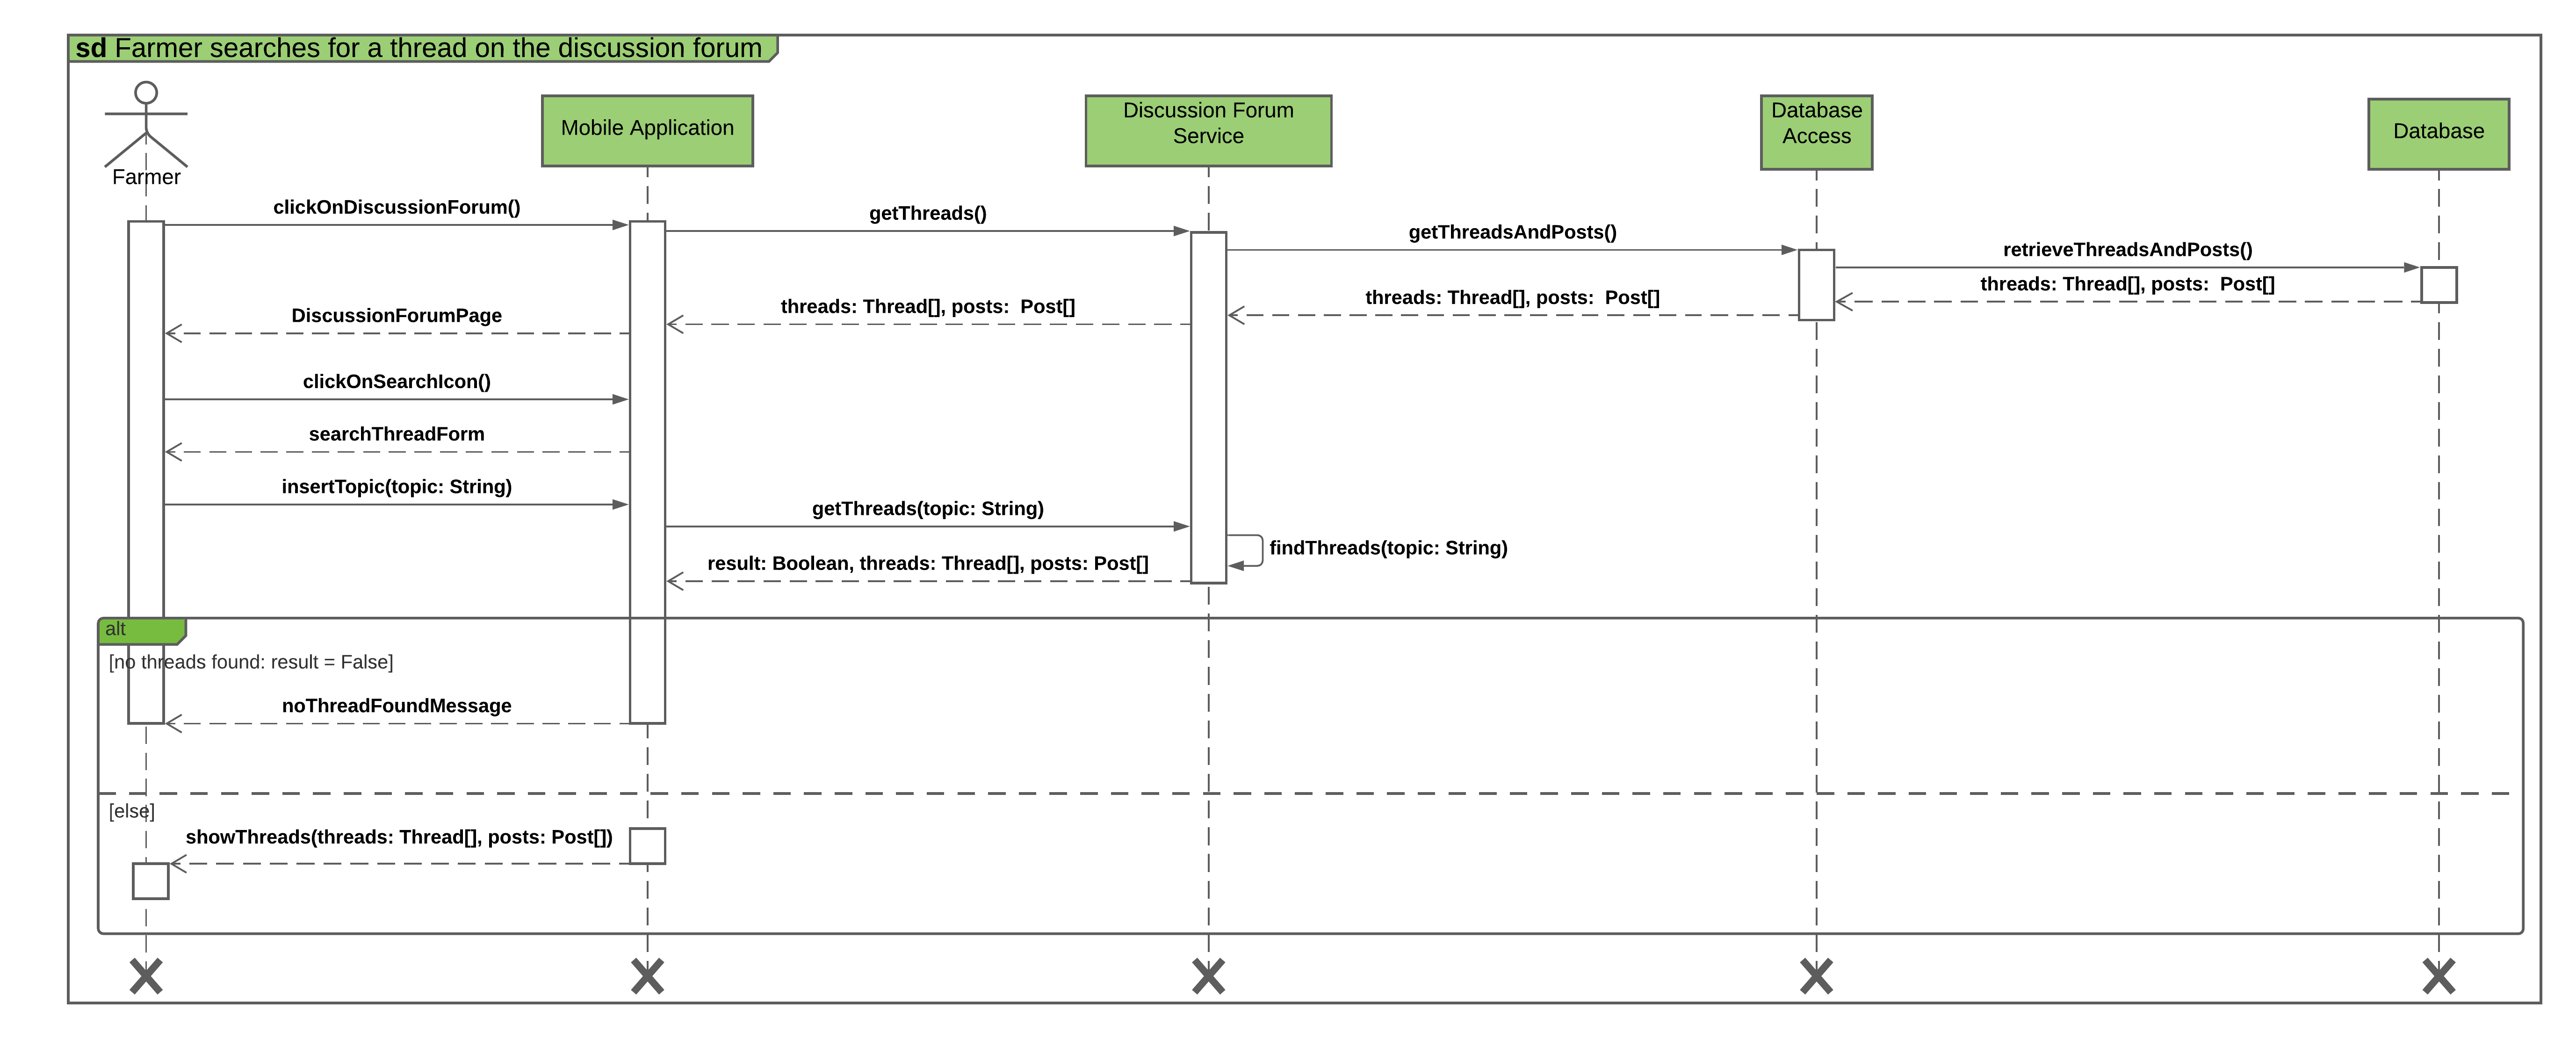 sd Farmer searches for a thread on the discussion forum
Farmer
Mobile Application
Discussion Forum
Service
Database
Access
Database
clickOnDiscussionForum()
getThreads()
getThreadsAndPosts()
retrieveThreadsAndPosts()
threads: Thread[], posts:  Post[]
threads: Thread[], posts:  Post[]
threads: Thread[], posts:  Post[]
DiscussionForumPage
clickOnSearchIcon()
searchThreadForm
insertTopic(topic: String)
getThreads(topic: String)
findThreads(topic: String)
result: Boolean, threads: Thread[], posts: Post[]
alt
[no threads found: result = False]
noThreadFoundMessage
[else]
showThreads(threads: Thread[], posts: Post[])